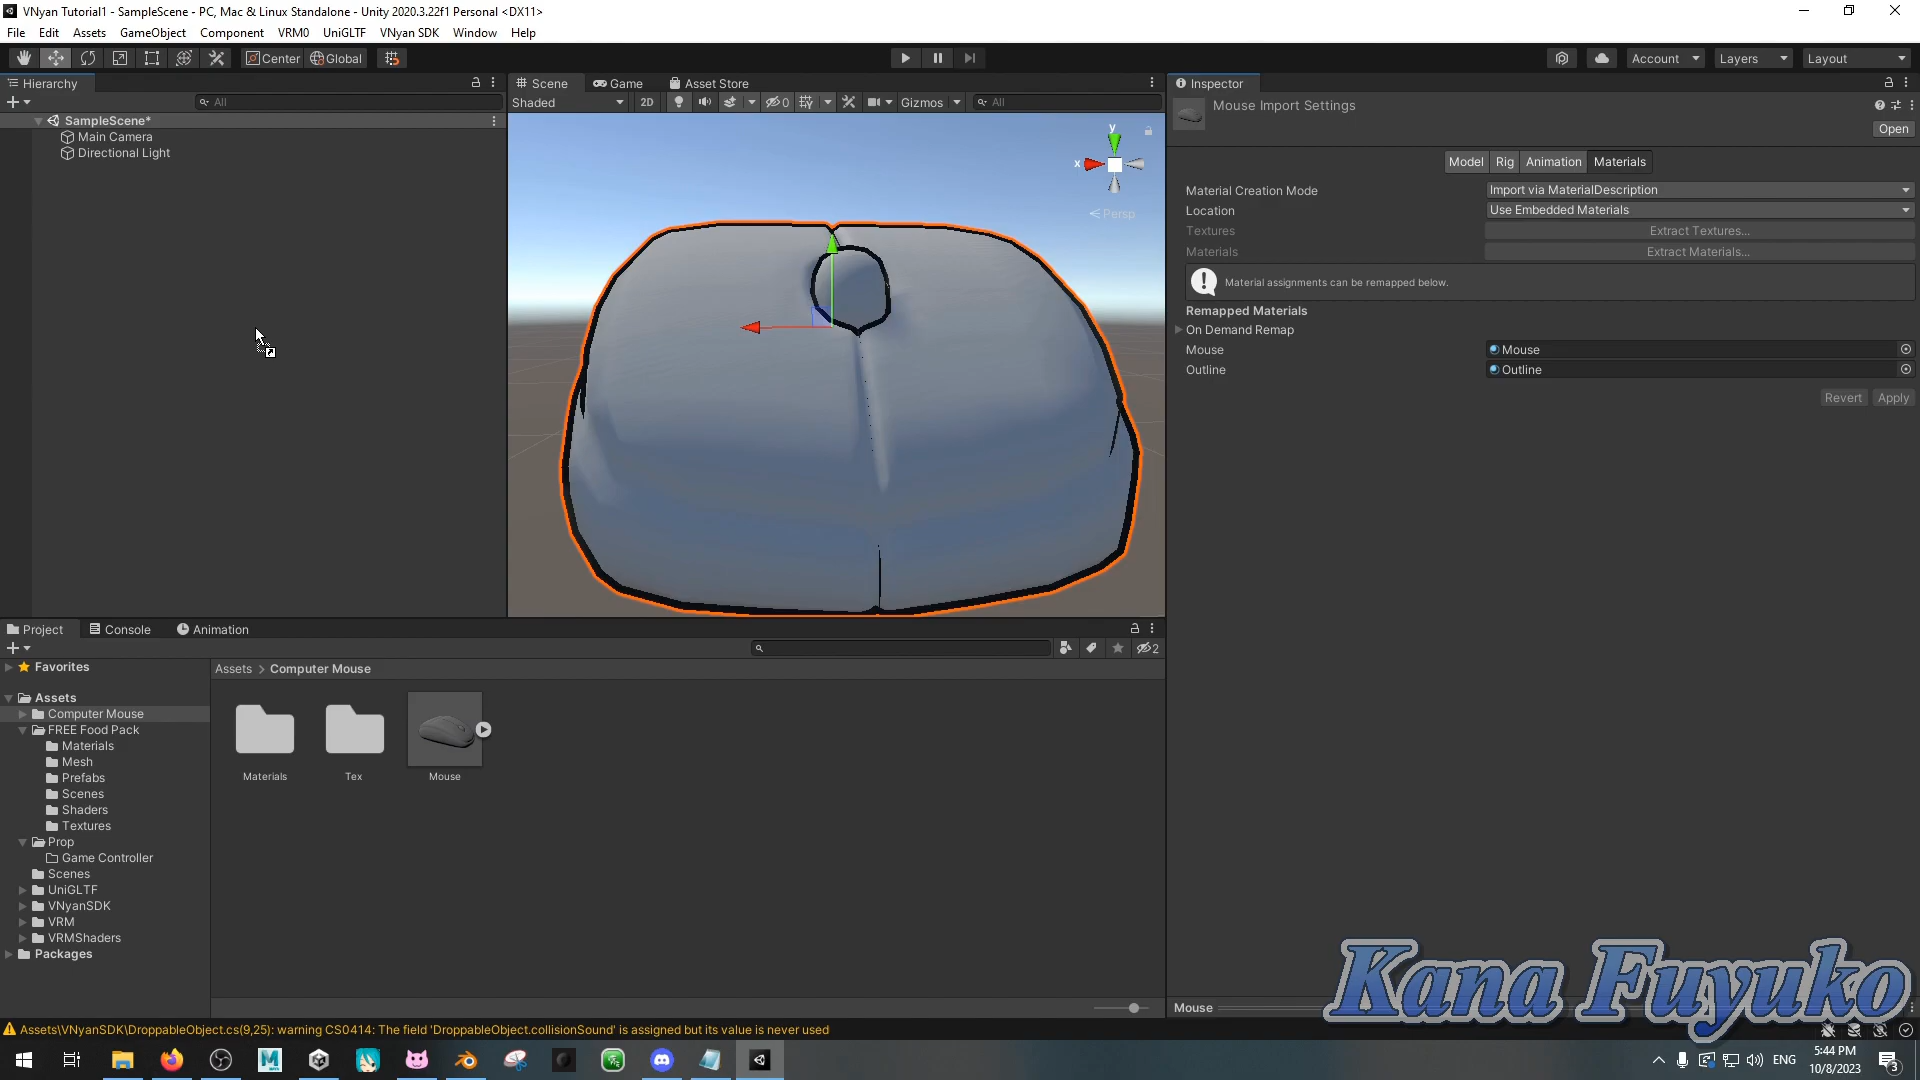 VNyan Tutorial1 - SampleScene - PC, Mac & Linux Standalone - Unity 2020.3.22f1 Personal <DX11>
File Edit Assets GameObject Component VRM0 UniGLTF VNyan SDK Window Help
Center Global Account Layers Layout
Hierarchy
All
SampleScene*
Main Camera
Directional Light
Scene Game Asset Store
Shaded 2D 0 Gizmos All
y
x
Persp
Inspector
Mouse Import Settings
Open
Model Rig Animation Materials
Material Creation Mode Import via MaterialDescription
Location Use Embedded Materials
Textures Extract Textures...
Materials Extract Materials...
Material assignments can be remapped below.
Remapped Materials
On Demand Remap
Mouse Mouse
Outline Outline
Revert Apply
Project Console Animation
2
Favorites
Assets
Computer Mouse
FREE Food Pack
Materials
Mesh
Prefabs
Scenes
Shaders
Textures
Prop
Game Controller
Scenes
UniGLTF
VNyanSDK
VRM
VRMShaders
Packages
Assets > Computer Mouse
Materials Tex Mouse
Mouse
Kana Fuyuko
Assets\VNyanSDK\DroppableObject.cs(9,25): warning CS0414: The field 'DroppableObject.collisionSound' is assigned but its value is never used
ENG
5:44 PM
10/8/2023
3